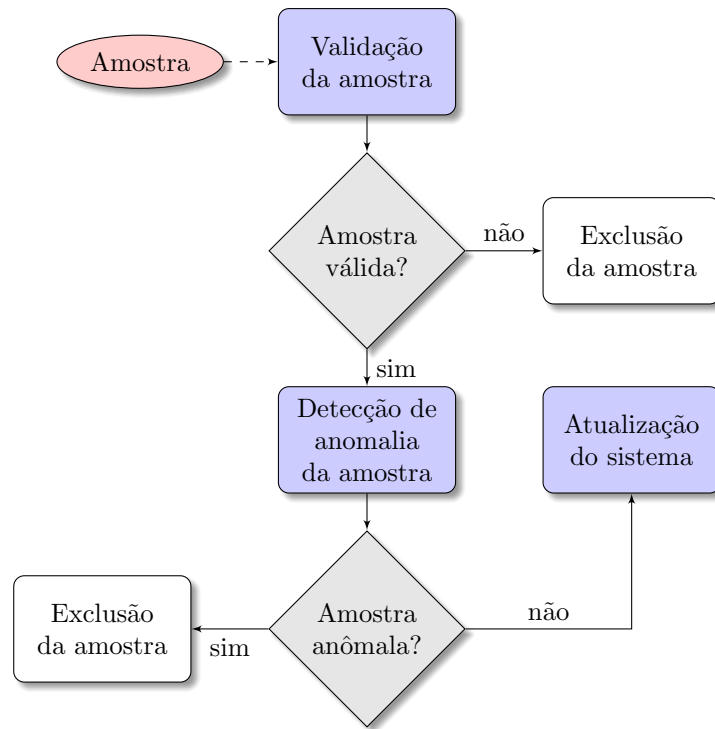 Amostra
Validação
da amostra
Amostra
válida?
não
Exclusão
da amostra
sim
Detecção de
anomalia
da amostra
Atualização
do sistema
Amostra
anômala?
não
sim
Exclusão
da amostra